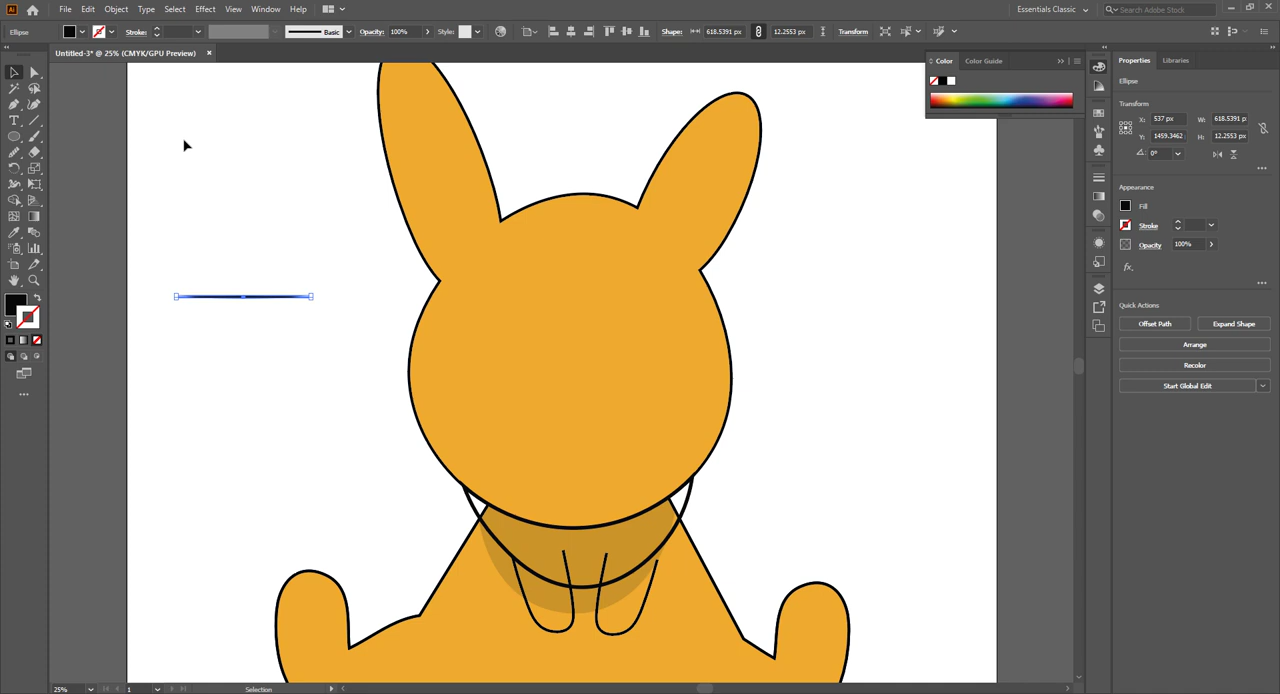 Ai File Edit Object Type Select Effect View Window Help Essentials Classic Search Adobe Stock
Ellipse Stroke: Basic Opacity: 100% Style: Shape: 618.5391 px 12.2553 px Transform
Untitled-3* @ 25% (CMYK/GPU Preview) ×
Color Color Guide
Properties Libraries
Ellipse
Transform
X: 537 px W: 618.5391 p
Y: 1459.3462 H: 12.2553 px
0°
Appearance
Fill
Stroke
Opacity 100%
fx.
Quick Actions
Offset Path Expand Shape
Arrange
Recolor
Start Global Edit
25% 1 Selection